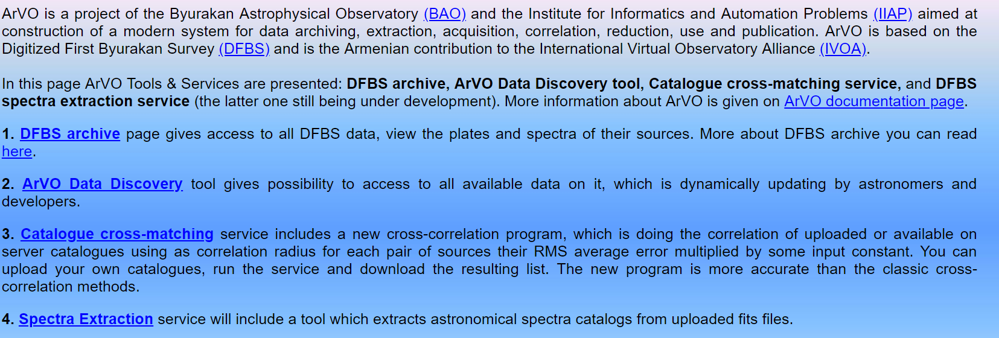 ArVO is a project of the Byurakan Astrophysical Observatory (BAO) and the Institute for Informatics and Automation Problems (IIAP) aimed at
construction of a modern system for data archiving, extraction, acquisition, correlation, reduction, use and publication. ArVO is based on the
Digitized First Byurakan Survey (DFBS) and is the Armenian contribution to the International Virtual Observatory Alliance (IVOA).
In this page ArVO Tools & Services are presented: DFBS archive, ArVO Data Discovery tool, Catalogue cross-matching service, and DFBS
spectra extraction service (the latter one still being under development). More information about ArVO is given on ArVO documentation page.
1. DFBS archive page gives access to all DFBS data, view the plates and spectra of their sources. More about DFBS archive you can read
here.
2. ArVO Data Discovery tool gives possibility to access to all available data on it, which is dynamically updating by astronomers and
developers.
3. Catalogue cross-matching service includes a new cross-correlation program, which is doing the correlation of uploaded or available on
server catalogues using as correlation radius for each pair of sources their RMS average error multiplied by some input constant. You can
upload your own catalogues, run the service and download the resulting list. The new program is more accurate than the classic cross-
correlation methods.
4. Spectra Extraction service will include a tool which extracts astronomical spectra catalogs from uploaded fits files.